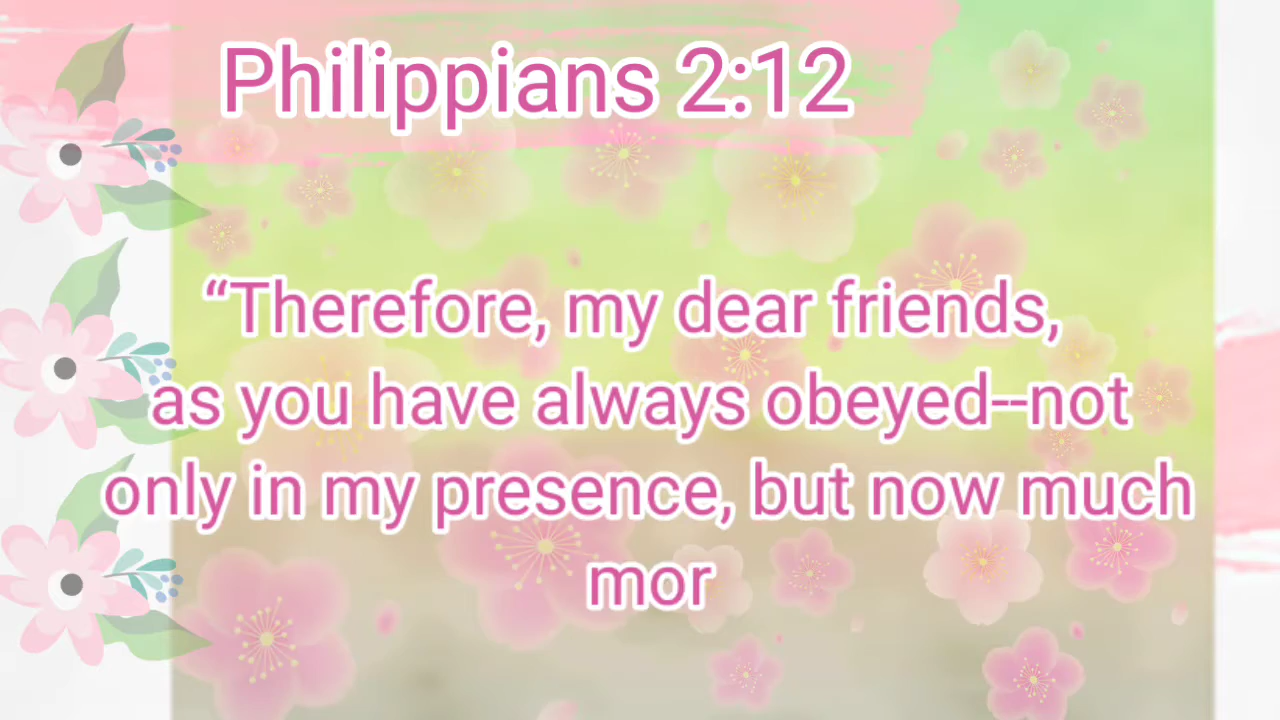 Philippians 2:12
“Therefore, my dear friends,
as you have always obeyed--not
only in my presence, but now much
mor